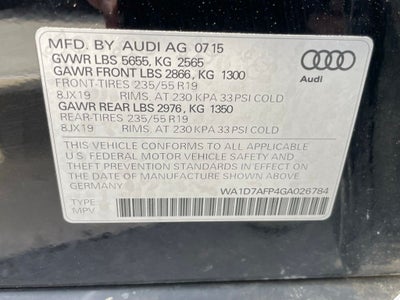 MFD. BY AUDI AG 07 15
GVWR LBS 5655, KG 2565
GAWR FRONT LBS 2866, KG 1300
FRONT-TIRES 235/55 R19
8JX19 RIMS, AT 230 KPA 33 PSI COLD
GAWR REAR LBS 2976, KG 1350
REAR-TIRES 235/55 R19
8JX19 RIMS, AT 230 KPA 33 PSI COLD
THIS VEHICLE CONFORMS TO ALL APPLICABLE
U. S. FEDERAL MOTOR VEHICLE SAFETY AND
THEFT PREVENTION STANDARDS IN EFFECT ON
THE DATE OF MANUFACTURE SHOWN ABOVE.
GERMANY
WA1D7AFP4GA026784
TYPE:
MPV
Audi